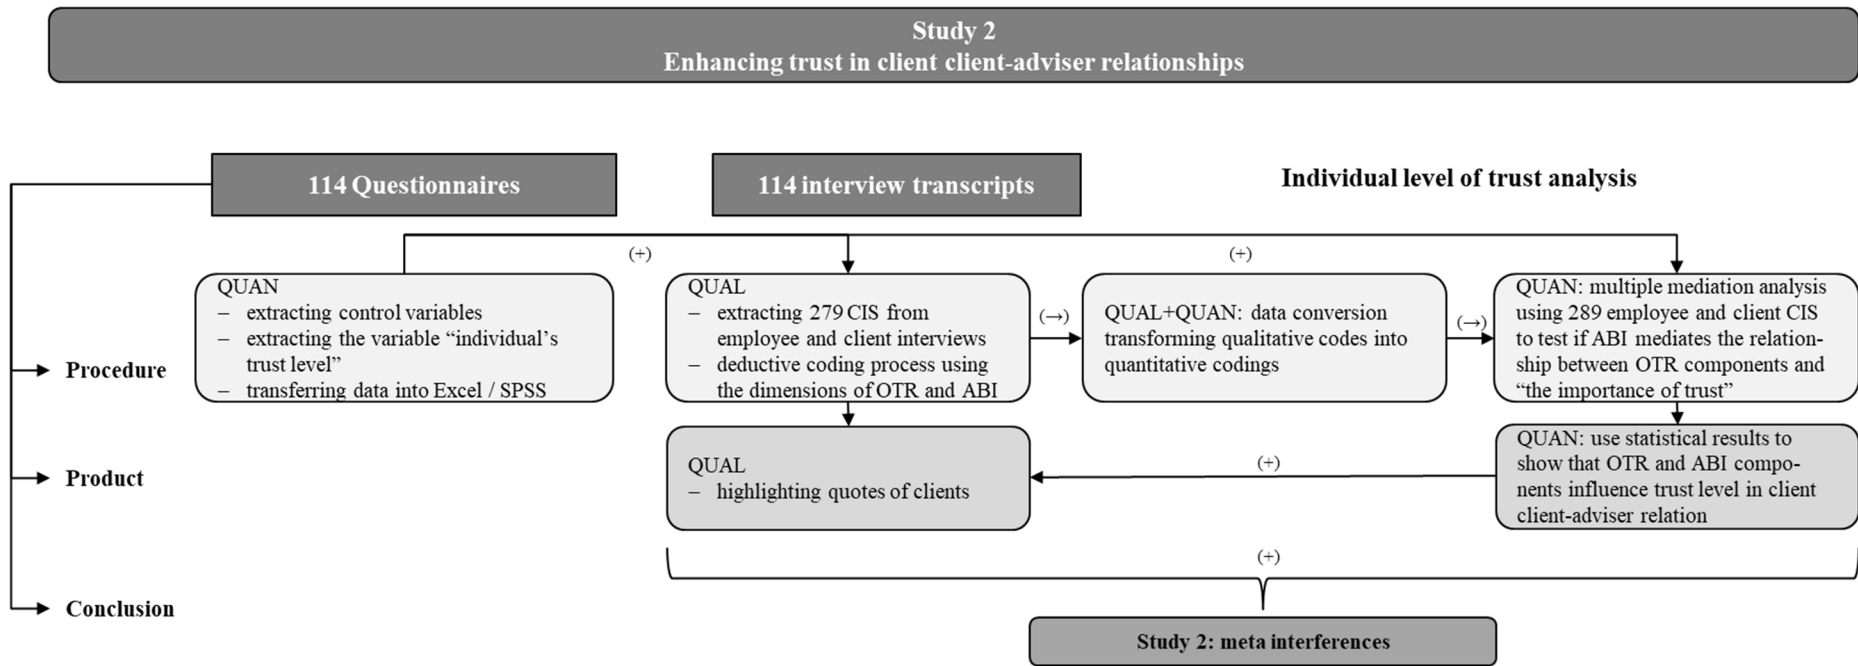 Study 2
Enhancing trust in client client-adviser relationships
114 Questionnaires
114 interview transcripts
Individual level of trust analysis
(+)
(+)
Procedure
QUAN
– extracting control variables
– extracting the variable “individual’s
trust level”
– transferring data into Excel / SPSS
QUAL
– extracting 279 CIS from
employee and client interviews
– deductive coding process using
the dimensions of OTR and ABI
(→)
QUAL+QUAN: data conversion
transforming qualitative codes into
quantitative codings
(→)
QUAN: multiple mediation analysis
using 289 employee and client CIS
to test if ABI mediates the relation-
ship between OTR components and
“the importance of trust”
Product
QUAL
– highlighting quotes of clients
(+)
QUAN: use statistical results to
show that OTR and ABI compo-
nents influence trust level in client
client-adviser relation
(+)
Conclusion
Study 2: meta interferences